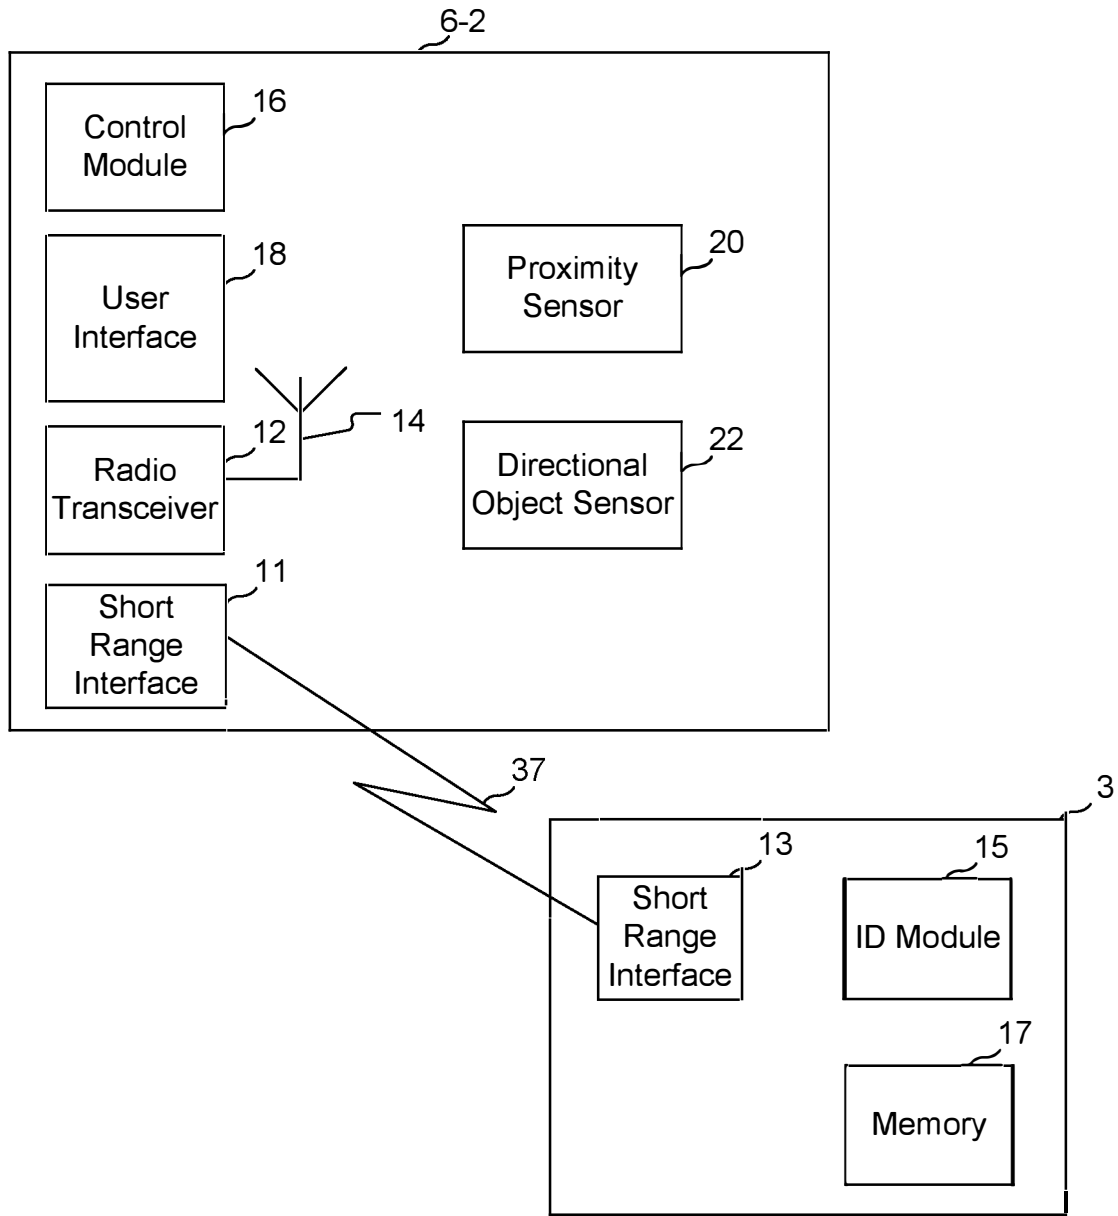 6-2
16
Control
Module
18
User
Interface
20
Proximity
Sensor
12
14
Radio
Transceiver
22
Directional
Object Sensor
11
Short
Range
Interface
37
3
13
Short
Range
Interface
15
ID Module
17
Memory